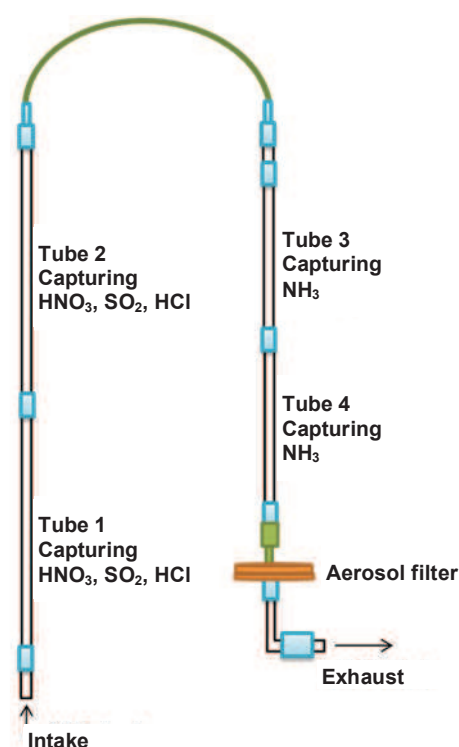 Tube 2
Capturing
HNO₃, SO₂, HCl
Tube 3
Capturing
NH₃
Tube 4
Capturing
NH₃
Tube 1
Capturing
HNO₃, SO₂, HCl
Aerosol filter
Exhaust
Intake